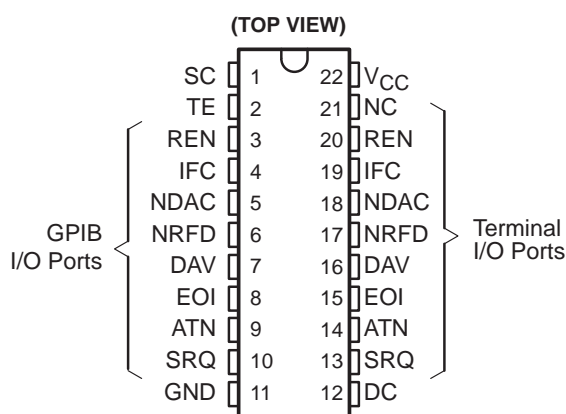 (TOP VIEW)
SC 1 22 VCC
TE 2 21 NC
REN 3 20 REN
IFC 4 19 IFC
NDAC 5 18 NDAC
NRFD 6 17 NRFD
DAV 7 16 DAV
EOI 8 15 EOI
ATN 9 14 ATN
SRQ 10 13 SRQ
GND 11 12 DC
GPIB
I/O Ports
Terminal
I/O Ports